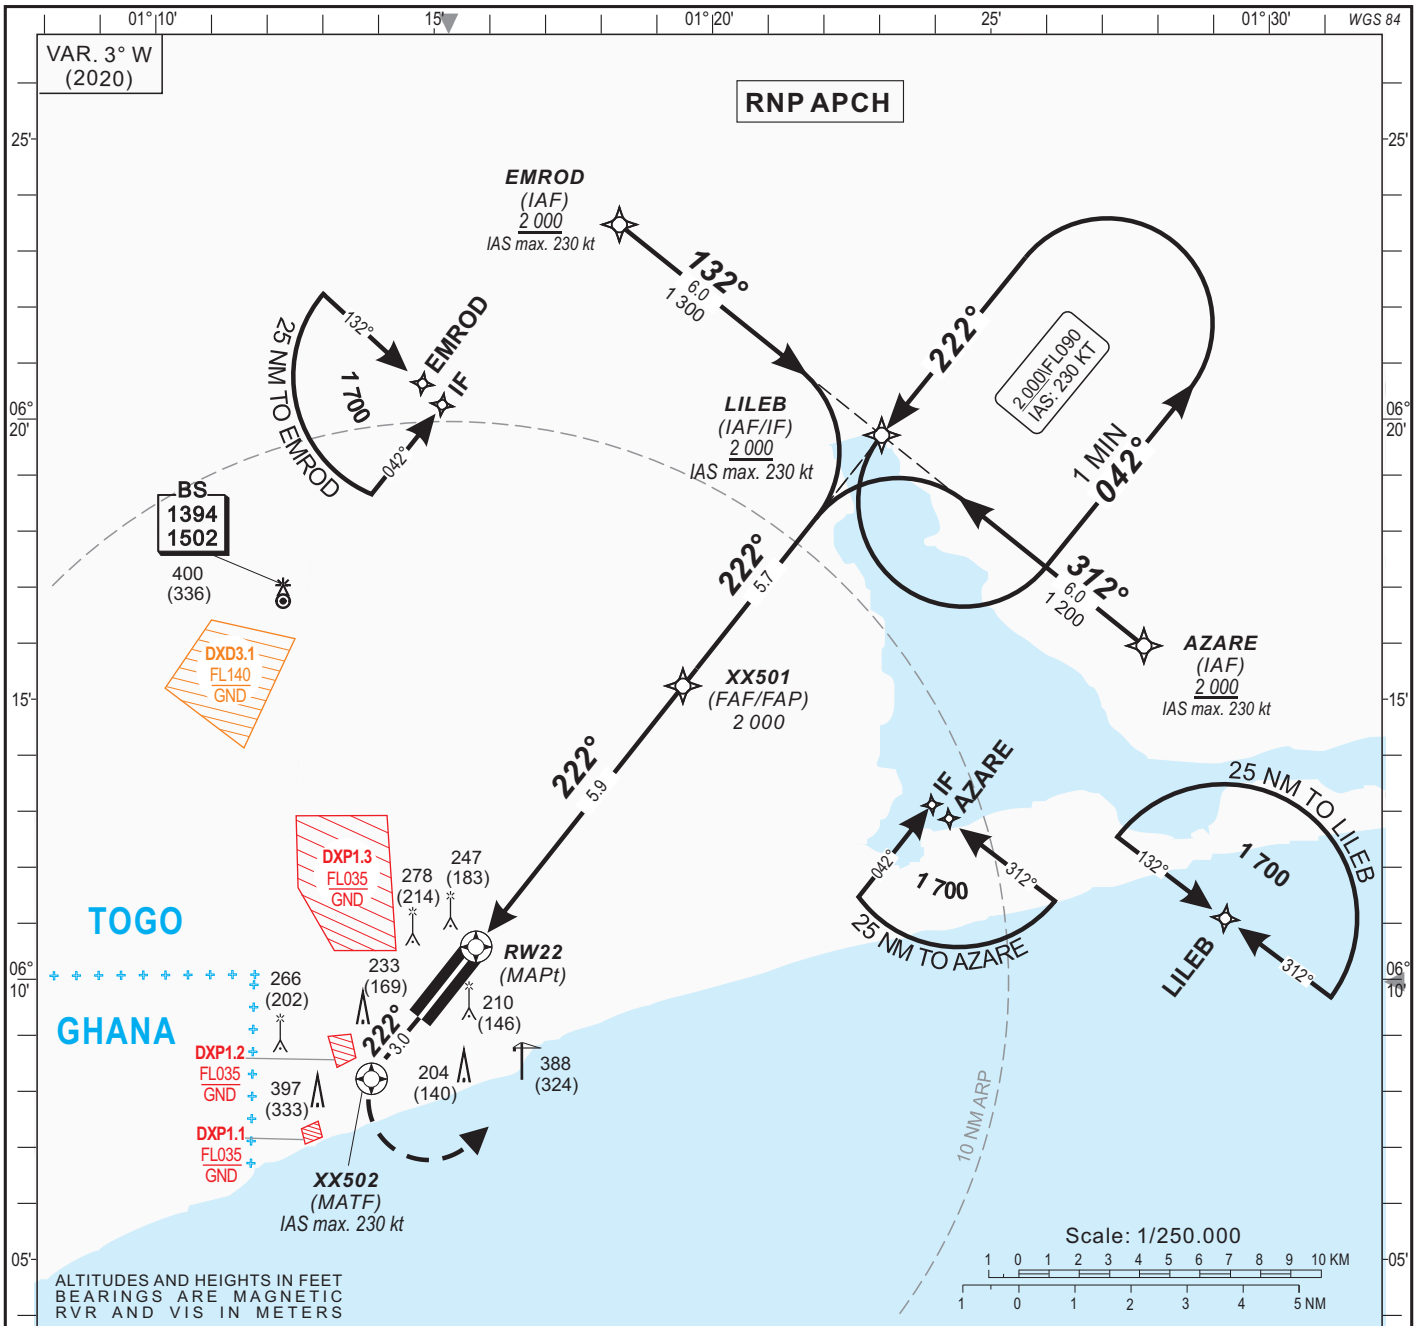 01°10'
15'
01°20'
25'
01°30'
WGS 84
VAR. 3° W
(2020)
RNP APCH
25'
25'
EMROD
(IAF)
2 000
IAS max. 230 kt
132°
6.0
1 300
222°
2 000\FL090
IAS: 230 KT
1 MIN
042°
132°
EMROD
IF
1 700
042°
25 NM TO EMROD
LILEB
(IAF/IF)
2 000
IAS max. 230 kt
06°
20'
06°
20'
BS
1394
1502
400
(336)
222°
5.7
312°
6.0
1 200
AZARE
(IAF)
2 000
IAS max. 230 kt
DXD3.1
FL140
GND
XX501
(FAF/FAP)
2 000
15'
15'
222°
5.9
IF
AZARE
042°
312°
1 700
25 NM TO AZARE
25 NM TO LILEB
132°
1 700
LILEB
312°
DXP1.3
FL035
GND
278
(214)
247
(183)
TOGO
GHANA
RW22
(MAPt)
233
(169)
266
(202)
210
(146)
06°
10'
06°
10'
222°
3.0
DXP1.2
FL035
GND
397
(333)
204
(140)
388
(324)
DXP1.1
FL035
GND
10 NM ARP
XX502
(MATF)
IAS max. 230 kt
05'
05'
Scale: 1/250.000
1 0 1 2 3 4 5 6 7 8 9 10 KM
1 0 1 2 3 4 5 NM
ALTITUDES AND HEIGHTS IN FEET
BEARINGS ARE MAGNETIC
RVR AND VIS IN METERS